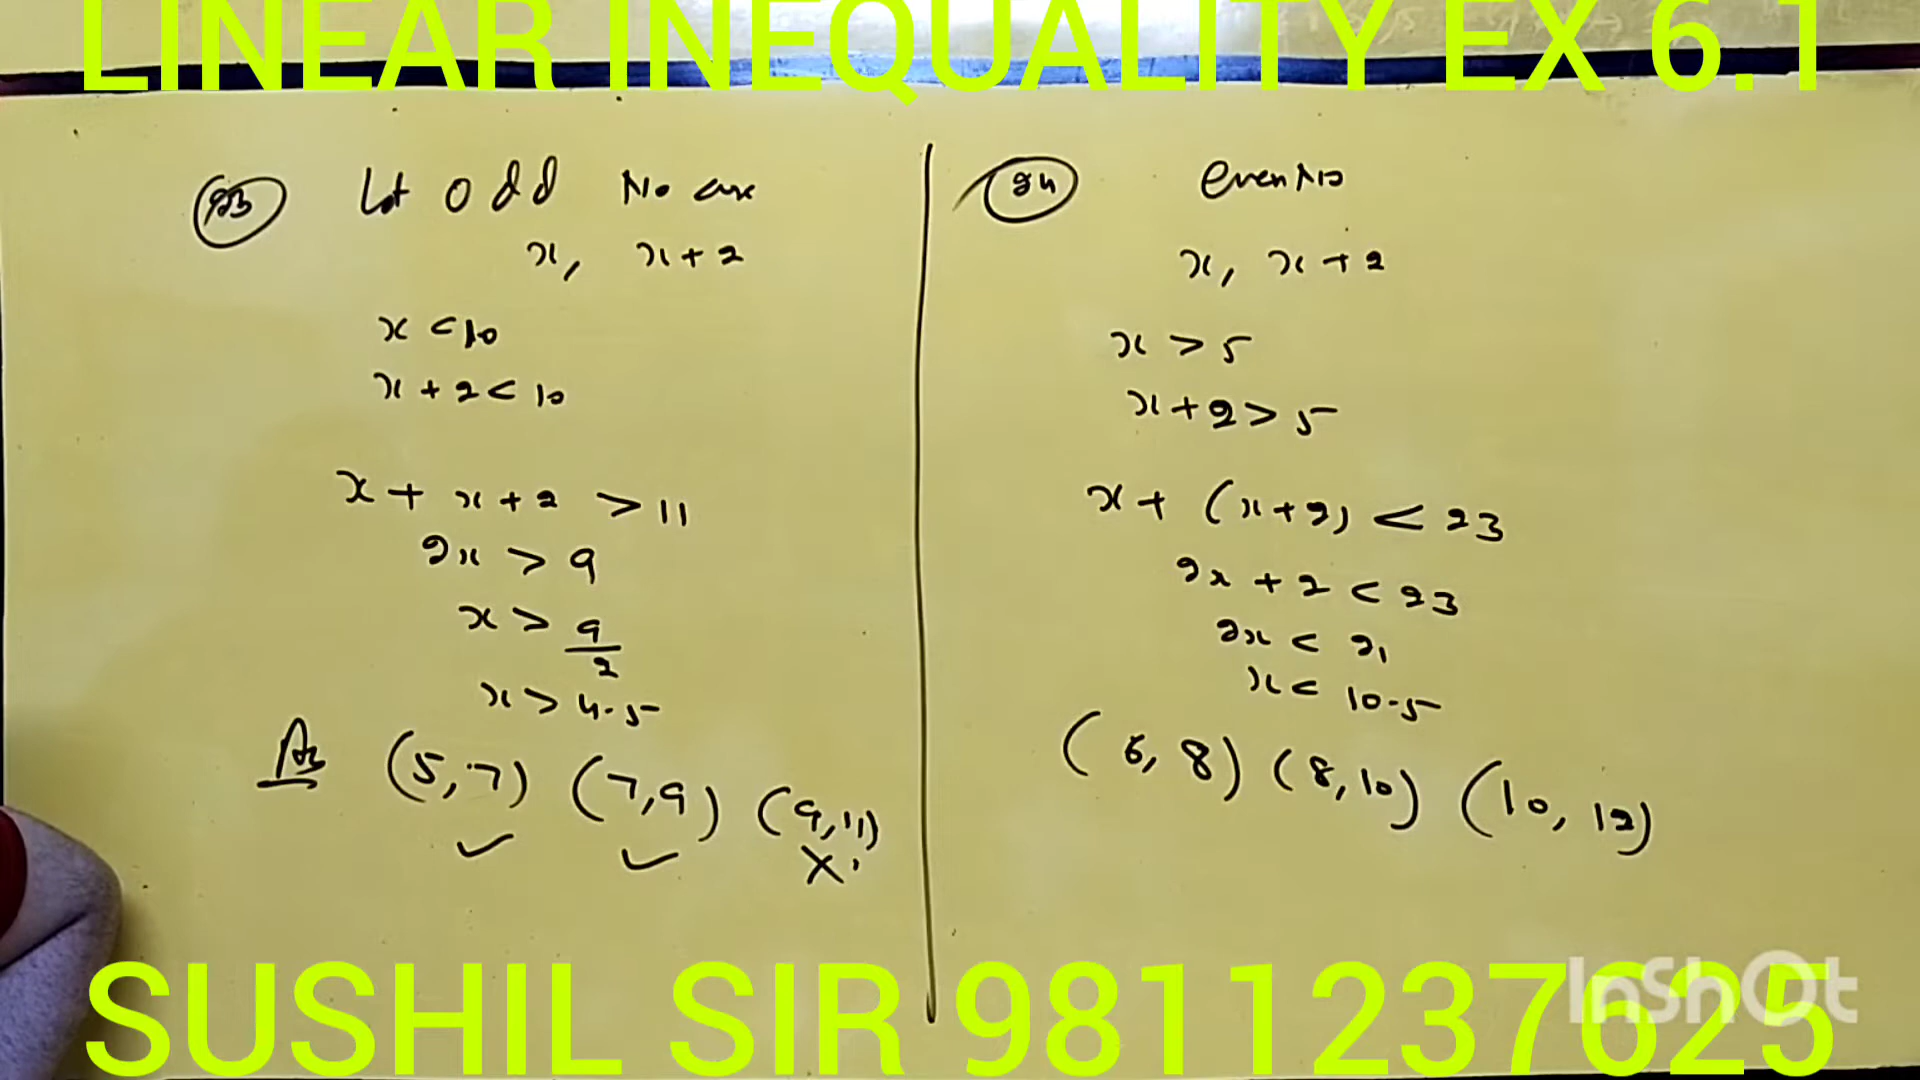 LINEAR INEQUALITY EX 6.1
Q23 Let odd No are
x, x+2
x < 10
x + 2 < 10
x + x + 2 > 11
2x > 9
x > 9/2
x > 4.5
Ans (5,7) (7,9) (9,11)
✓ ✓ X
24 even No
x, x+2
x > 5
x+2 > 5
x + (x+2) < 23
2x + 2 < 23
2x < 21
x < 10.5
(6, 8) (8, 10) (10, 12)
SUSHIL SIR 9811237625
InShOt